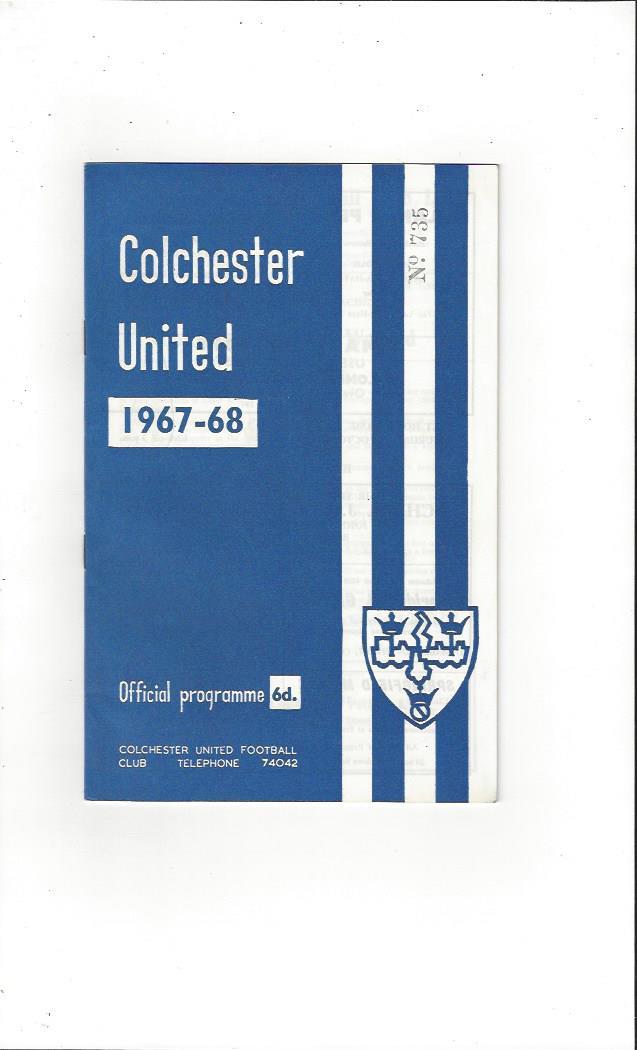 Colchester
United
1967-68
Nº 735
Official programme 6d.
COLCHESTER UNITED FOOTBALL
CLUB TELEPHONE 74042